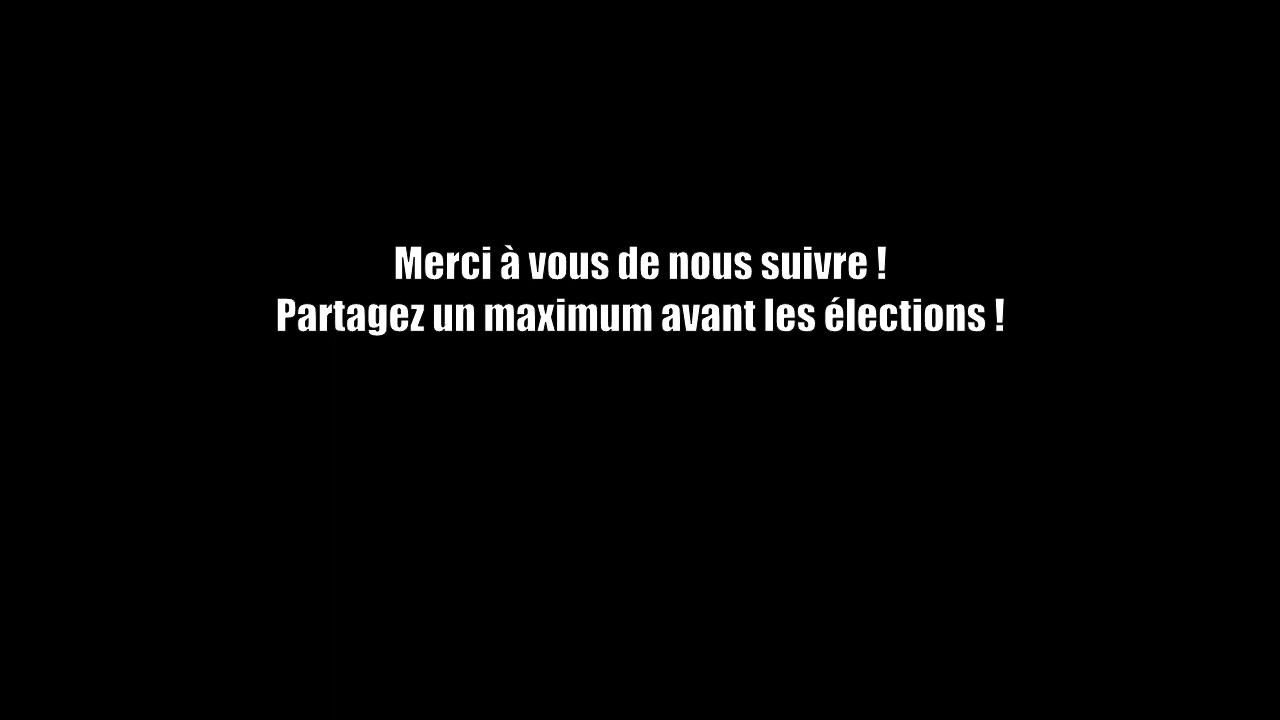 Merci à vous de nous suivre !
Partagez un maximum avant les élections !